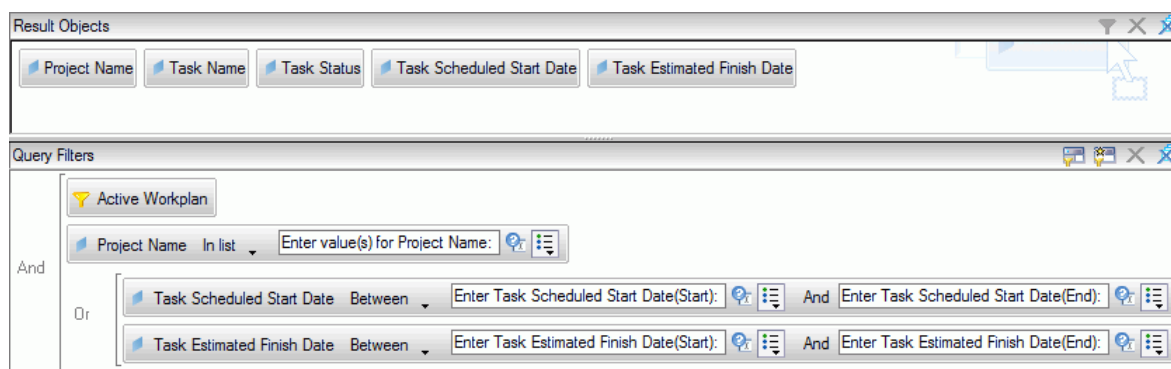 Result Objects
Project Name Task Name Task Status Task Scheduled Start Date Task Estimated Finish Date
Query Filters
Active Workplan
Project Name In list Enter value(s) for Project Name:
And
Task Scheduled Start Date Between Enter Task Scheduled Start Date(Start): And Enter Task Scheduled Start Date(End):
Or
Task Estimated Finish Date Between Enter Task Estimated Finish Date(Start): And Enter Task Estimated Finish Date(End):